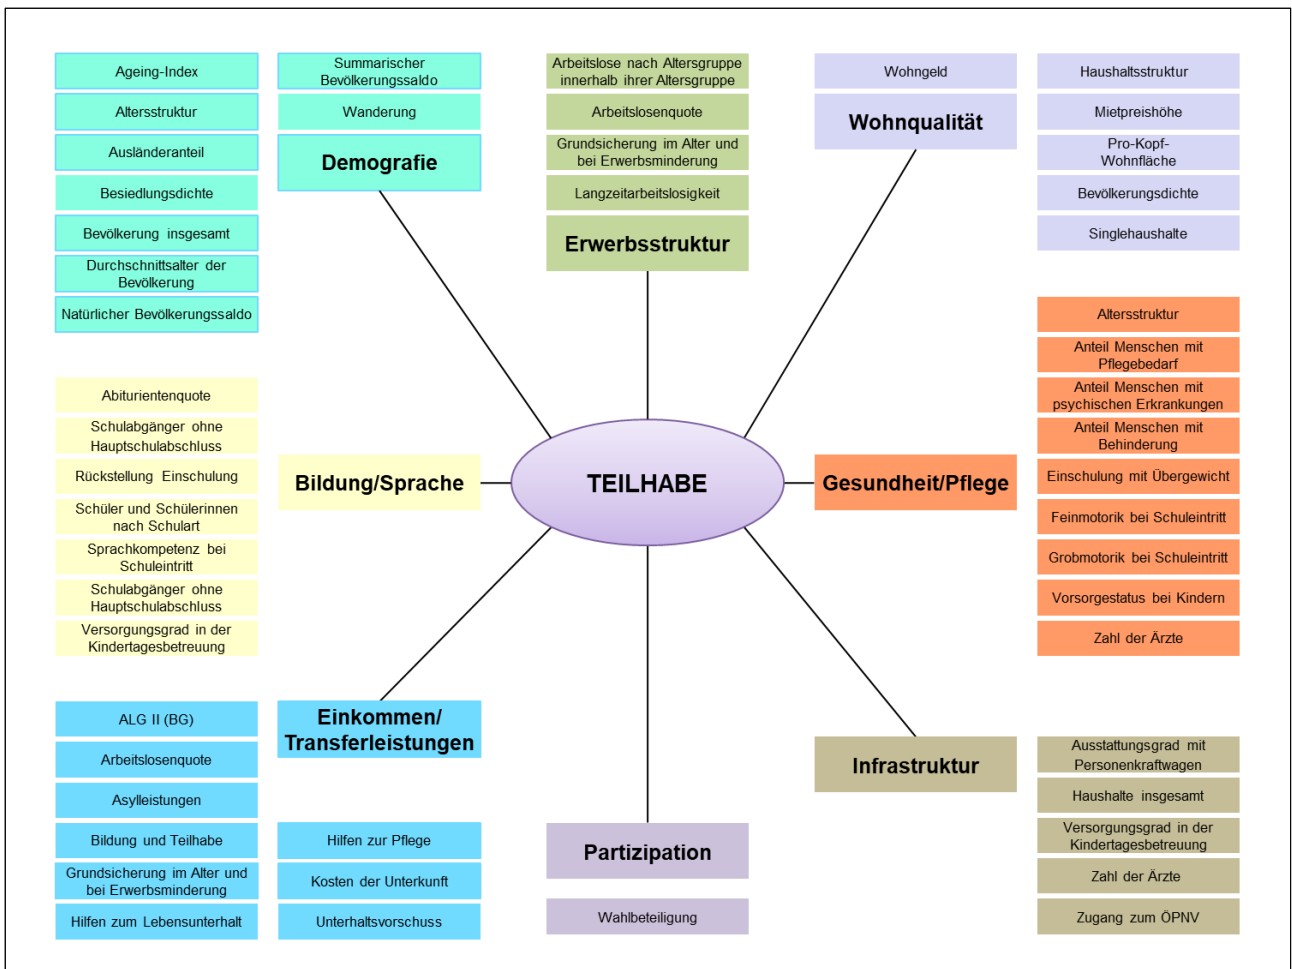 Ageing-Index
Altersstruktur
Ausländeranteil
Besiedlungsdichte
Bevölkerung insgesamt
Durchschnittsalter der
Bevölkerung
Natürlicher Bevölkerungssaldo
Summarischer
Bevölkerungssaldo
Wanderung
Demografie
Arbeitslose nach Altersgruppe
innerhalb ihrer Altersgruppe
Arbeitslosenquote
Grundsicherung im Alter und
bei Erwerbsminderung
Langzeitarbeitslosigkeit
Erwerbsstruktur
Wohngeld
Wohnqualität
Haushaltsstruktur
Mietpreishöhe
Pro-Kopf-
Wohnfläche
Bevölkerungsdichte
Singlehaushalte
Abiturientenquote
Schulabgänger ohne
Hauptschulabschluss
Rückstellung Einschulung
Schüler und Schülerinnen
nach Schulart
Sprachkompetenz bei
Schuleintritt
Schulabgänger ohne
Hauptschulabschluss
Versorgungsgrad in der
Kindertagesbetreuung
Bildung/Sprache
TEILHABE
Gesundheit/Pflege
Altersstruktur
Anteil Menschen mit
Pflegebedarf
Anteil Menschen mit
psychischen Erkrankungen
Anteil Menschen mit
Behinderung
Einschulung mit Übergewicht
Feinmotorik bei Schuleintritt
Grobmotorik bei Schuleintritt
Vorsorgestatus bei Kindern
Zahl der Ärzte
ALG II (BG)
Arbeitslosenquote
Asylleistungen
Bildung und Teilhabe
Grundsicherung im Alter und
bei Erwerbsminderung
Hilfen zum Lebensunterhalt
Einkommen/
Transferleistungen
Hilfen zur Pflege
Kosten der Unterkunft
Unterhaltsvorschuss
Partizipation
Wahlbeteiligung
Infrastruktur
Ausstattungsgrad mit
Personenkraftwagen
Haushalte insgesamt
Versorgungsgrad in der
Kindertagesbetreuung
Zahl der Ärzte
Zugang zum ÖPNV